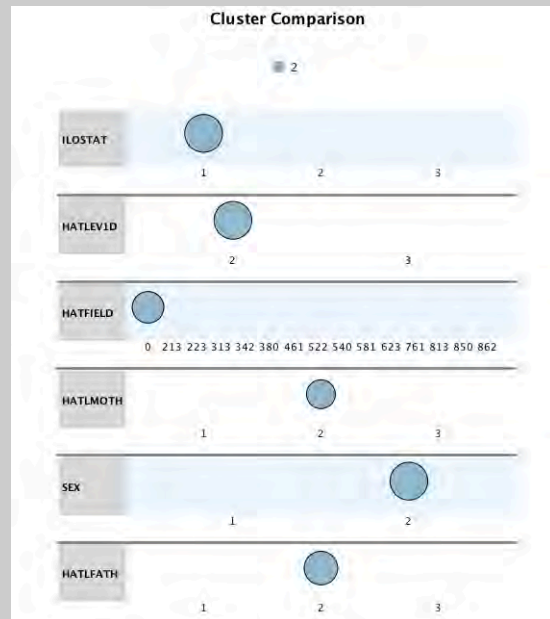 Cluster Comparison
2
ILOSTAT
1 2 3
HATLEV1D
2 3
HATFIELD
0 213 223 313 342 380 461 522 540 581 623 761 813 850 862
HATLMOTH
1 2 3
SEX
1 2
HATLFATH
1 2 3